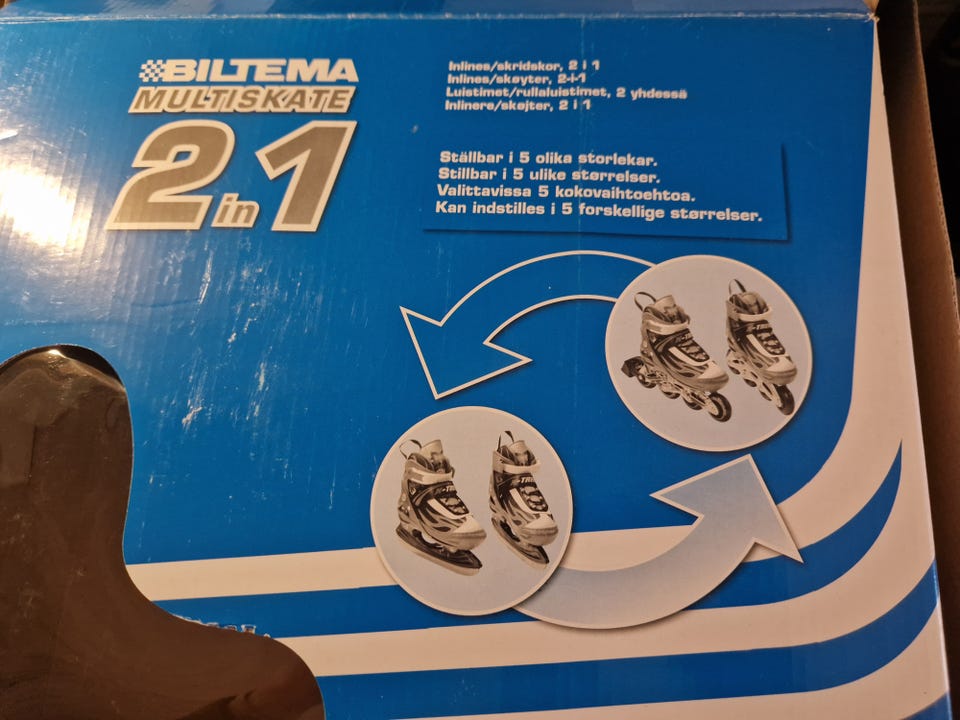 BILTEMA
MULTISKATE
2in1
Inlines/skridskor, 2 i 1
Inlines/skøyter, 2-i-1
Luistimet/rullaluistimet, 2 yhdessä
Inlinere/skøjter, 2 i 1
Ställbar i 5 olika storlekar.
Stillbar i 5 ulike størrelser.
Valittavissa 5 kokovaihtoehtoa.
Kan indstilles i 5 forskellige størrelser.